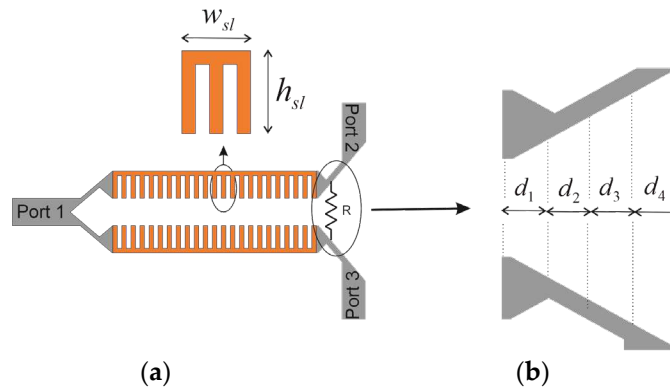 w_sl
h_sl
Port 2
Port 1
R
Port 3
d_1 d_2 d_3 d_4
(a) (b)